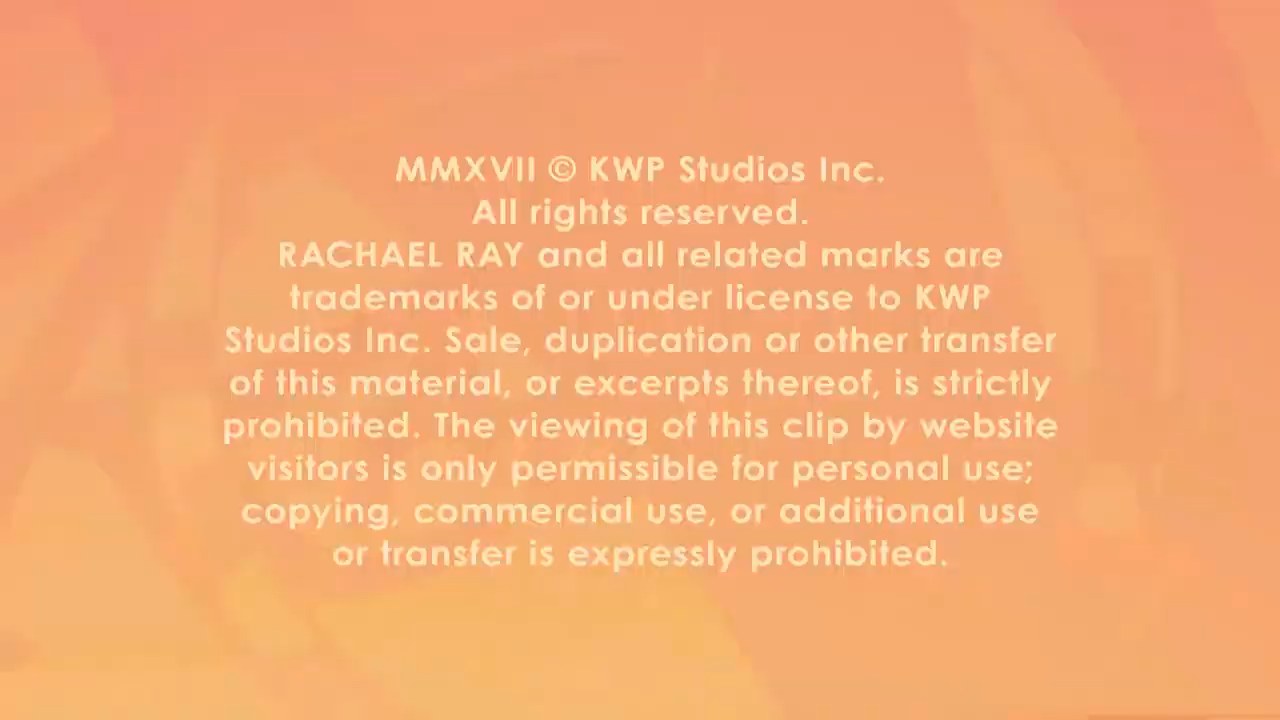 MMXVII © KWP Studios Inc.
All rights reserved.
RACHAEL RAY and all related marks are
trademarks of or under license to KWP
Studios Inc. Sale, duplication or other transfer
of this material, or excerpts thereof, is strictly
prohibited. The viewing of this clip by website
visitors is only permissible for personal use;
copying, commercial use, or additional use
or transfer is expressly prohibited.